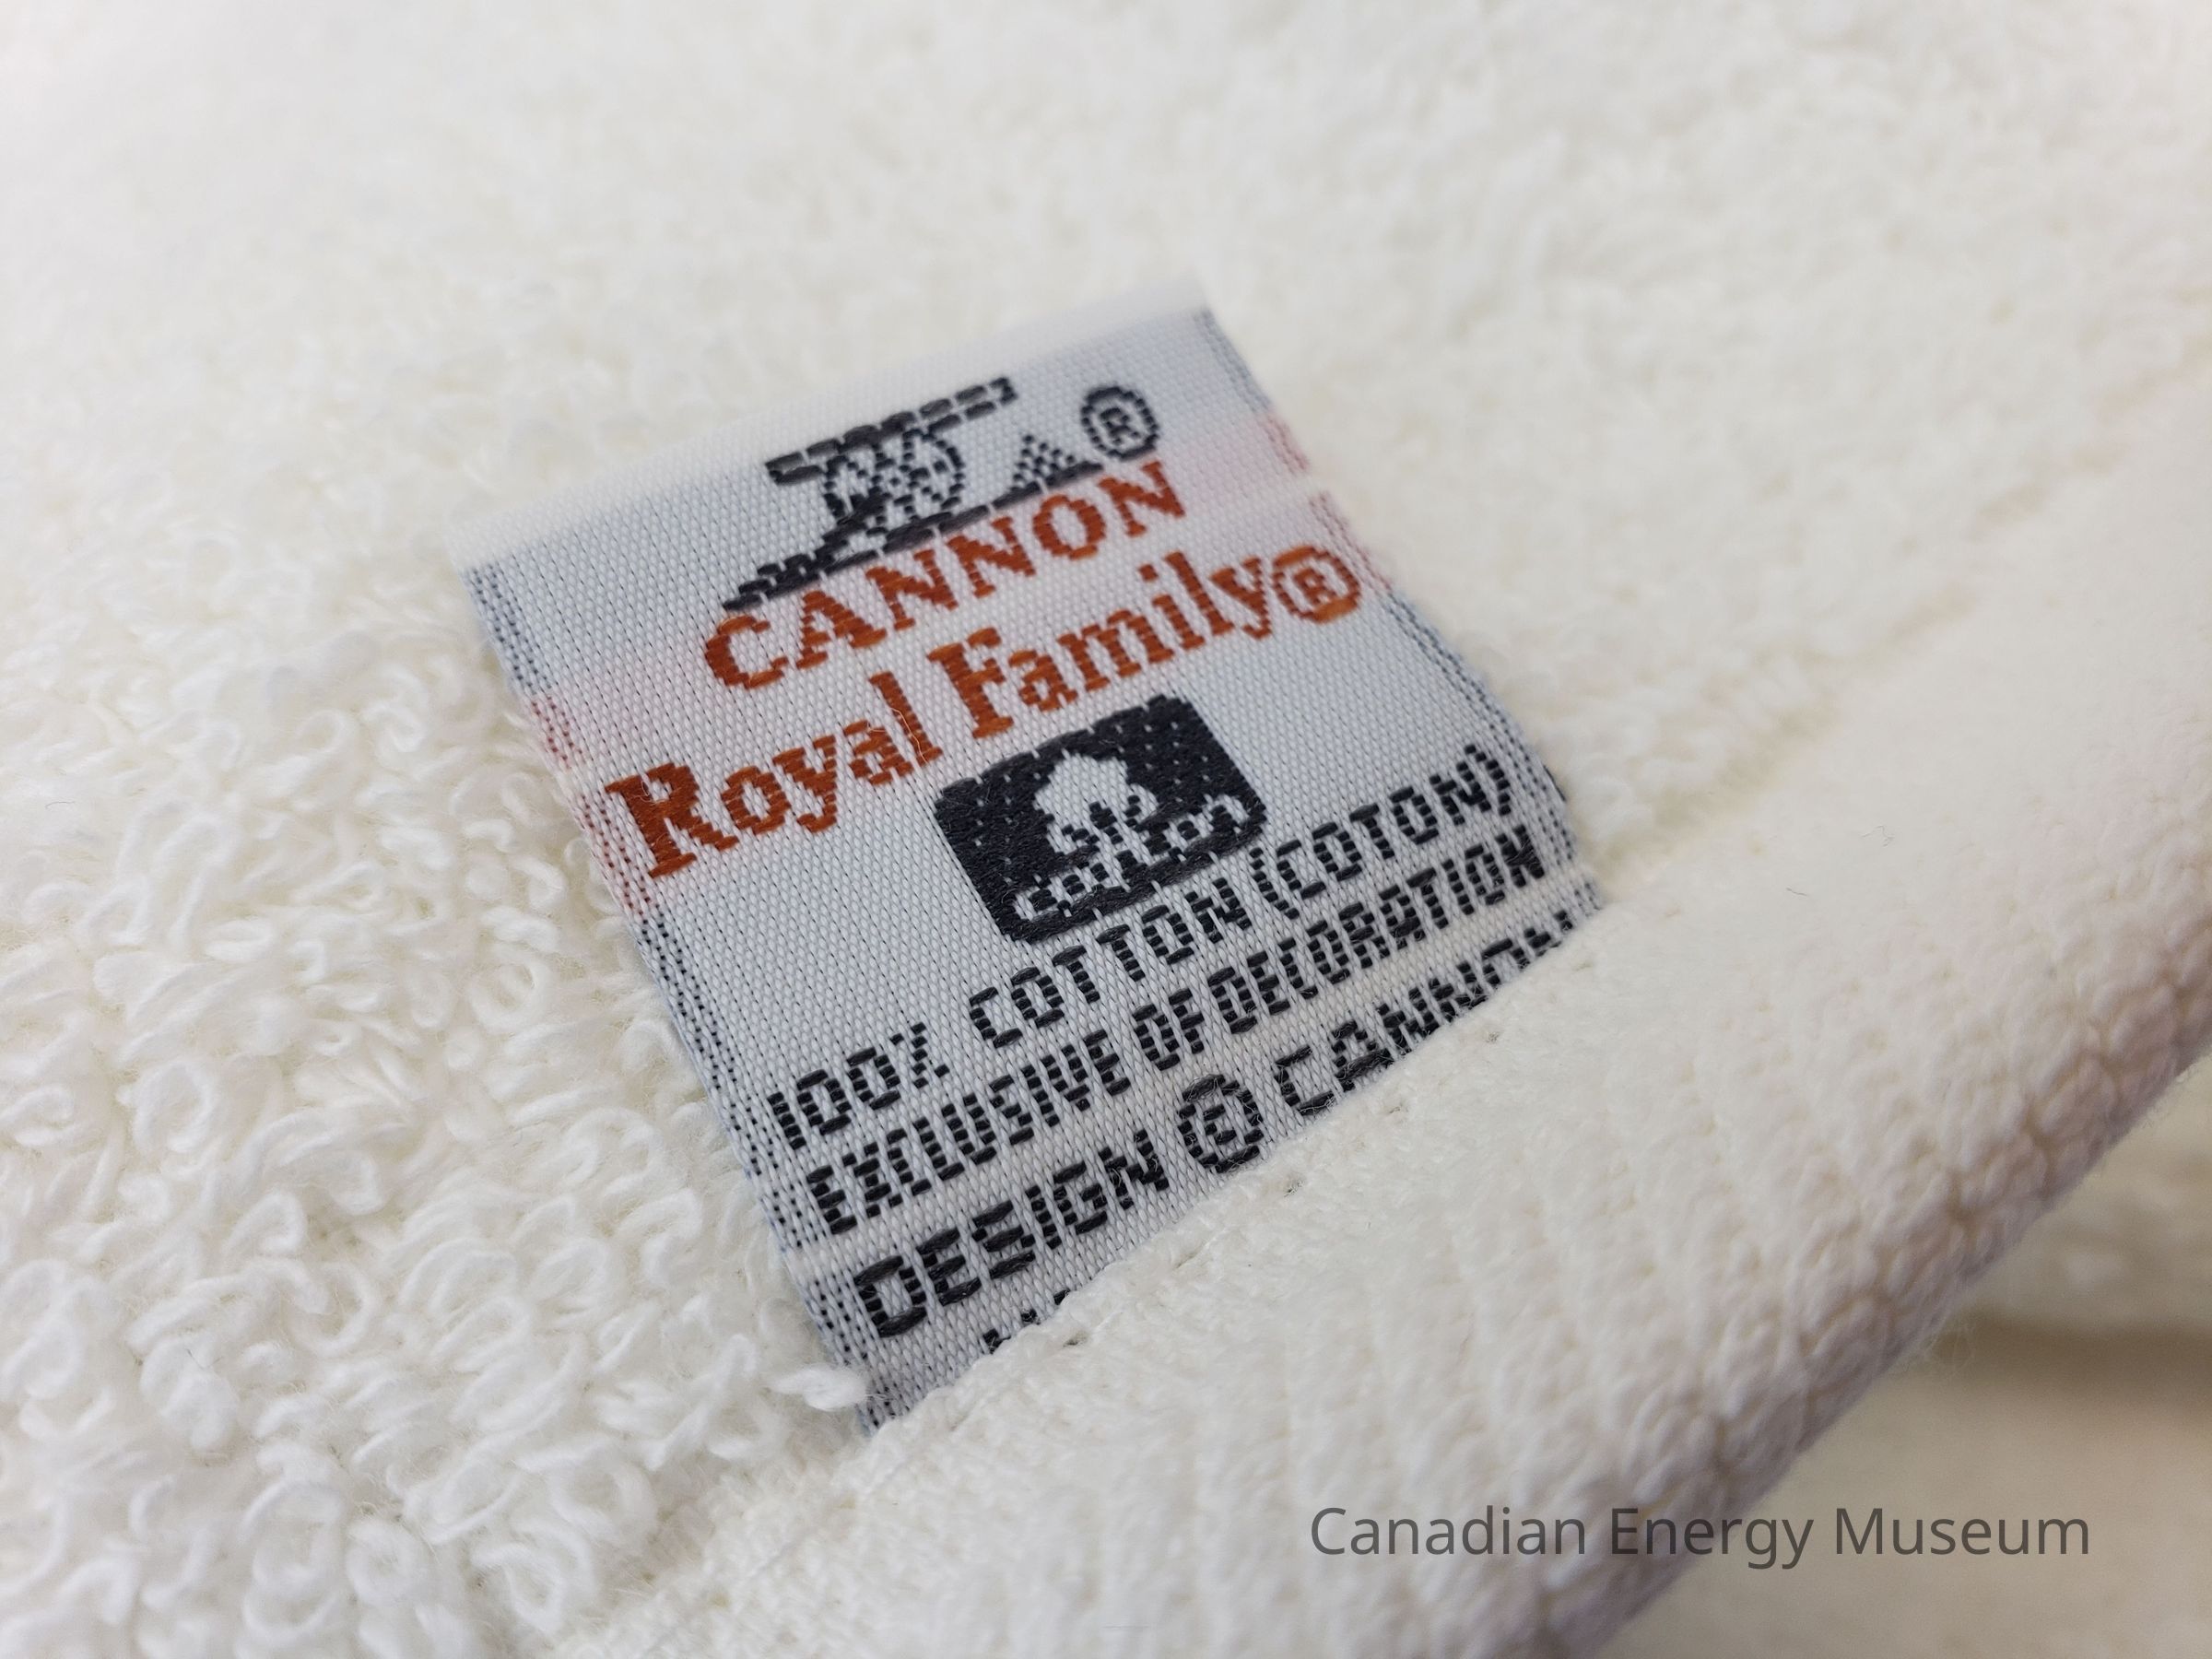 ®
CANNON
Royal Family®
COTTON
100% COTTON (COTON)
EXCLUSIVE OF DECORATION
DESIGN © CANNON
Canadian Energy Museum